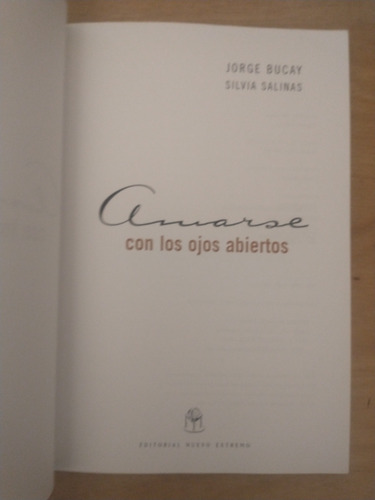 JORGE BUCAY
SILVIA SALINAS
Amarse
con los ojos abiertos
EDITORIAL NUEVO EXTREMO